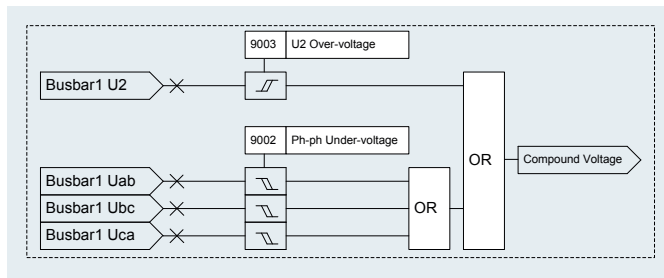 9003 U2 Over-voltage
Busbar1 U2
9002 Ph-ph Under-voltage
OR
Compound Voltage
Busbar1 Uab
Busbar1 Ubc
OR
Busbar1 Uca